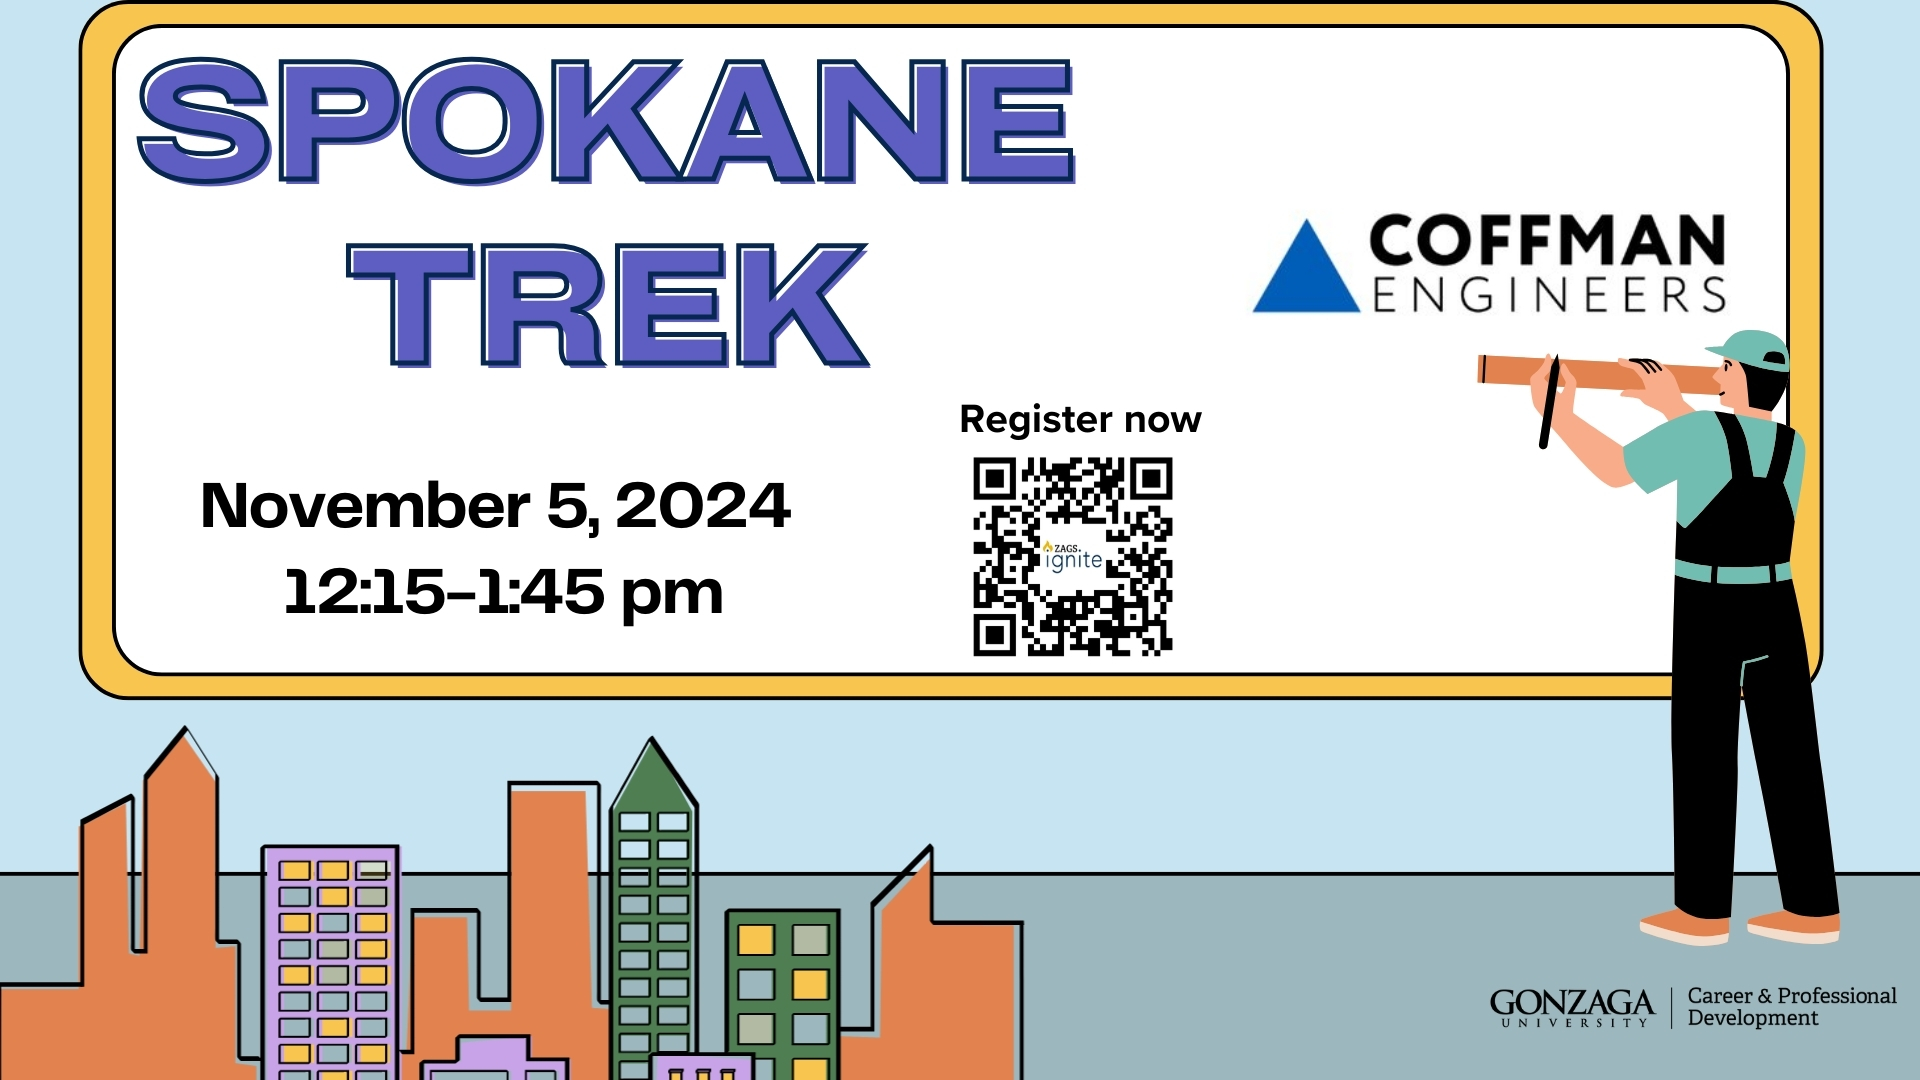 SPOKANE
TREK
COFFMAN
ENGINEERS
Register now
November 5, 2024
12:15-1:45 pm
ZAGS
ignite
GONZAGA
UNIVERSITY
Career & Professional
Development